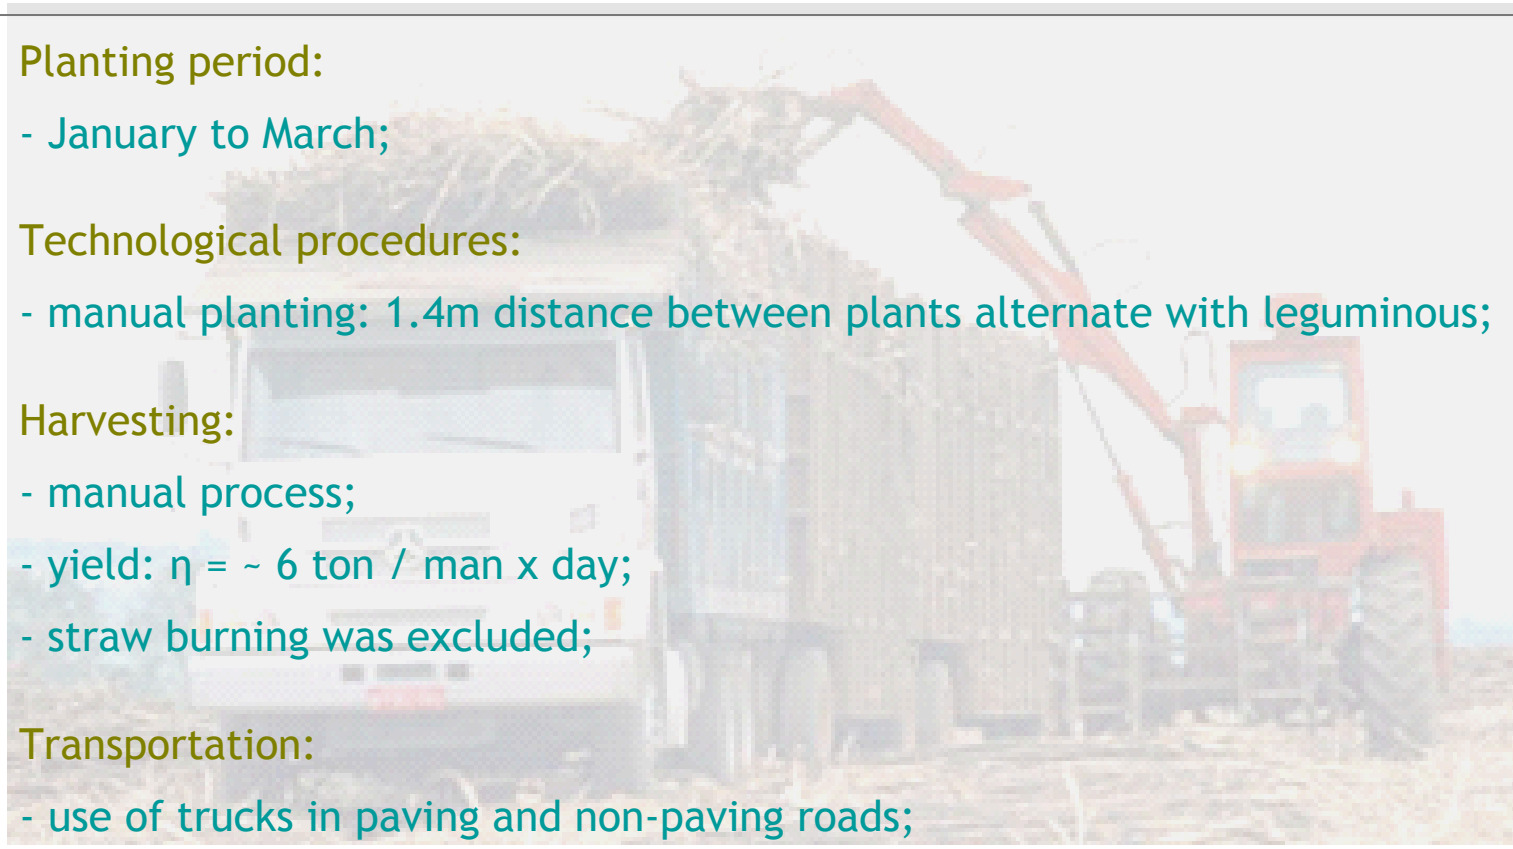 Planting period:
- January to March;
Technological procedures:
- manual planting: 1.4m distance between plants alternate with leguminous;
Harvesting:
- manual process;
- yield: η = ~ 6 ton / man x day;
- straw burning was excluded;
Transportation:
- use of trucks in paving and non-paving roads;